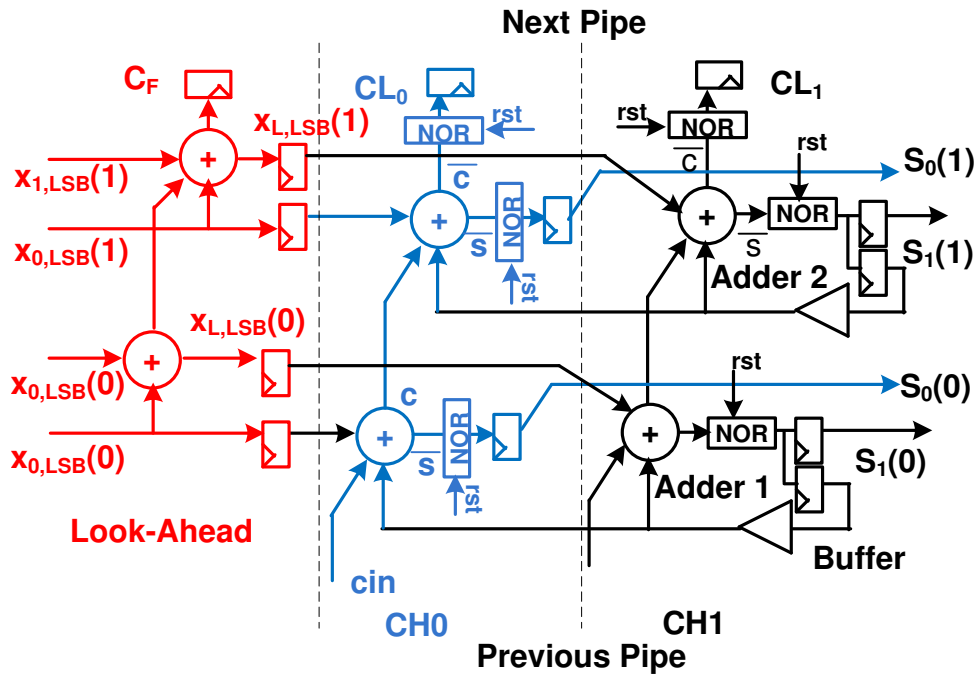 Next Pipe
C_F
CL_0
CL_1
rst
rst
NOR
NOR
rst
x_L,LSB(1)
x_1,LSB(1)
+
c̅
C̅
S_0(1)
+
NOR
+
NOR
s̅
S̅
x_0,LSB(1)
S_1(1)
rst
Adder 2
x_L,LSB(0)
+
rst
x_0,LSB(0)
c
S_0(0)
+
NOR
+
NOR
s̅
x_0,LSB(0)
S_1(0)
rst
Adder 1
Look-Ahead
Buffer
cin
CH0
CH1
Previous Pipe